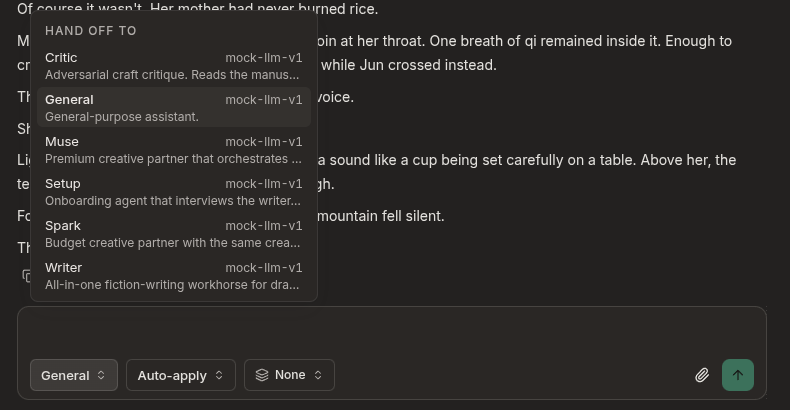 Of course it wasn't. Her mother had never burned rice.
HAND OFF TO
M oin at her throat. One breath of qi remained inside it. Enough to
Critic mock-llm-v1
cr while Jun crossed instead.
Adversarial craft critique. Reads the manus...
Th voice.
General mock-llm-v1
General-purpose assistant.
Sh
Muse mock-llm-v1
Premium creative partner that orchestrates ...
Li a sound like a cup being set carefully on a table. Above her, the
Setup mock-llm-v1
te gh.
Onboarding agent that interviews the writer...
Fo mountain fell silent.
Spark mock-llm-v1
Budget creative partner with the same crea...
Th
Writer mock-llm-v1
All-in-one fiction-writing workhorse for dra...
General Auto-apply None